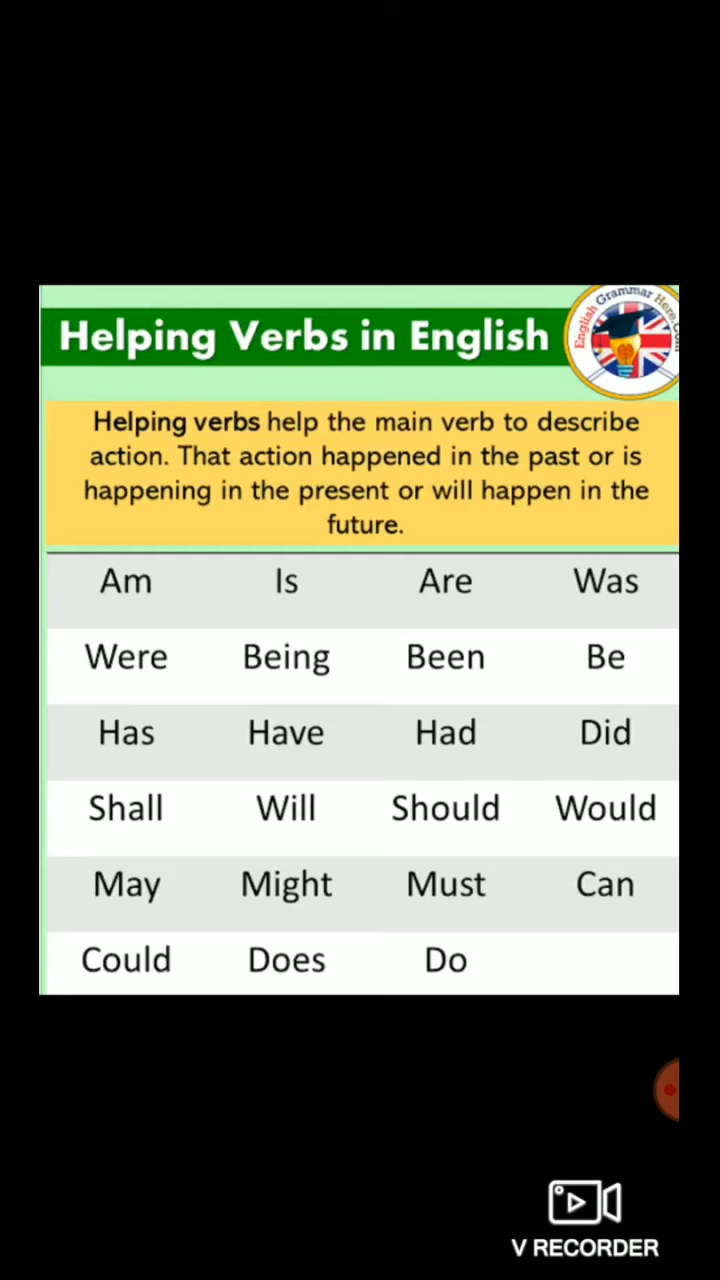 English Grammar Here.Com
Helping Verbs in English
Helping verbs help the main verb to describe
action. That action happened in the past or is
happening in the present or will happen in the
future.
Am Is Are Was
Were Being Been Be
Has Have Had Did
Shall Will Should Would
May Might Must Can
Could Does Do
V RECORDER